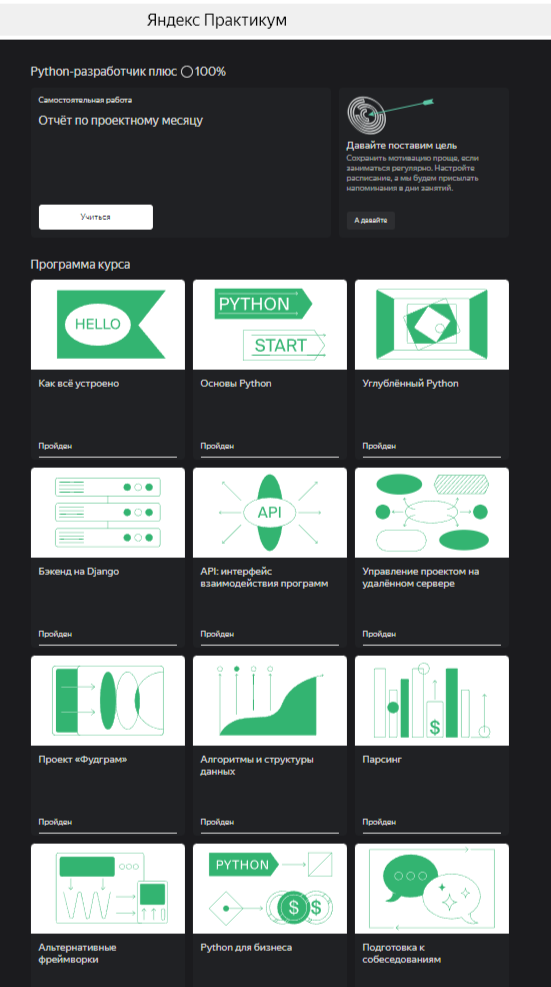 Яндекс Практикум
Python-разработчик плюс 100%
Самостоятельная работа
Отчёт по проектному месяцу
Учиться
Давайте поставим цель
Сохранить мотивацию проще, если
заниматься регулярно. Настройте
расписание, а мы будем присылать
напоминания в дни занятий.
А давайте
Программа курса
HELLO
Как всё устроено
Пройден
PYTHON
START
Основы Python
Пройден
Углублённый Python
Пройден
Бэкенд на Django
Пройден
API
API: интерфейс
взаимодействия программ
Пройден
Управление проектом на
удалённом сервере
Пройден
Проект «Фудграм»
Пройден
Алгоритмы и структуры
данных
Пройден
$
Парсинг
Пройден
Альтернативные
фреймворки
PYTHON
$ $
Python для бизнеса
Подготовка к
собеседованиям